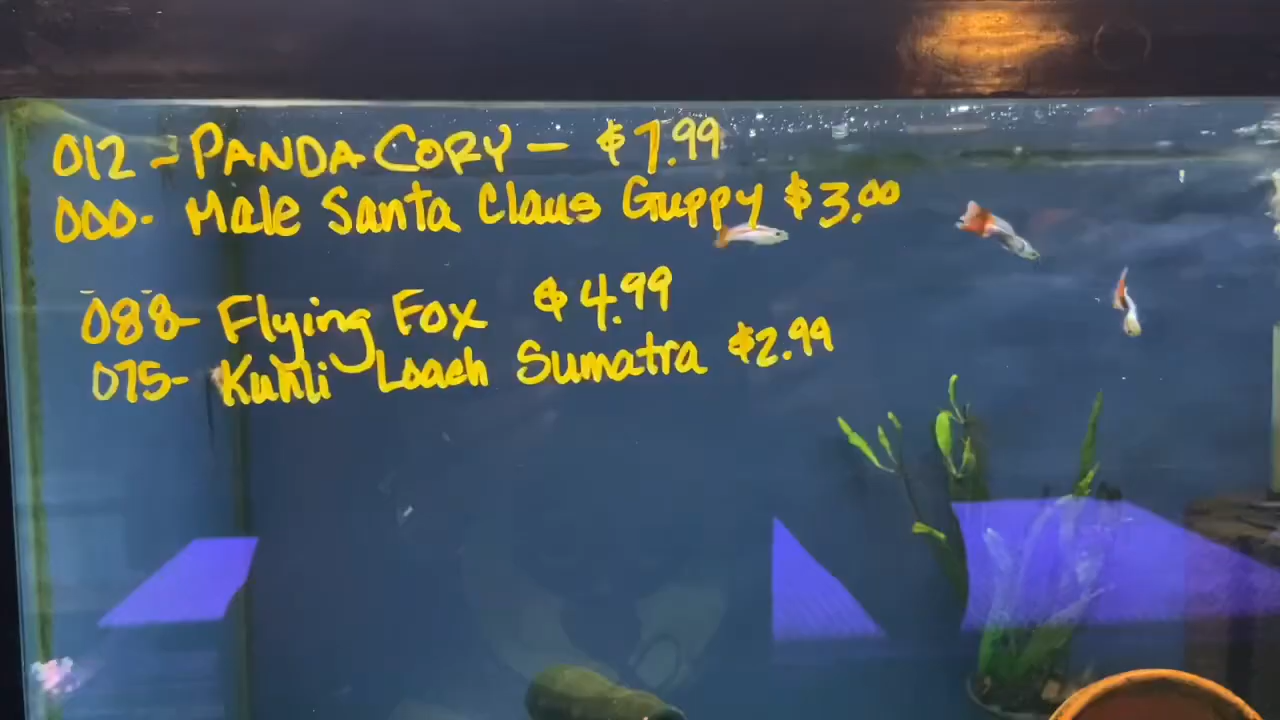 012 - PANDA CORY - $7.99
000- Male Santa Claus Guppy $3.00
088- Flying Fox $4.99
075- Kuhli Loach Sumatra $2.99